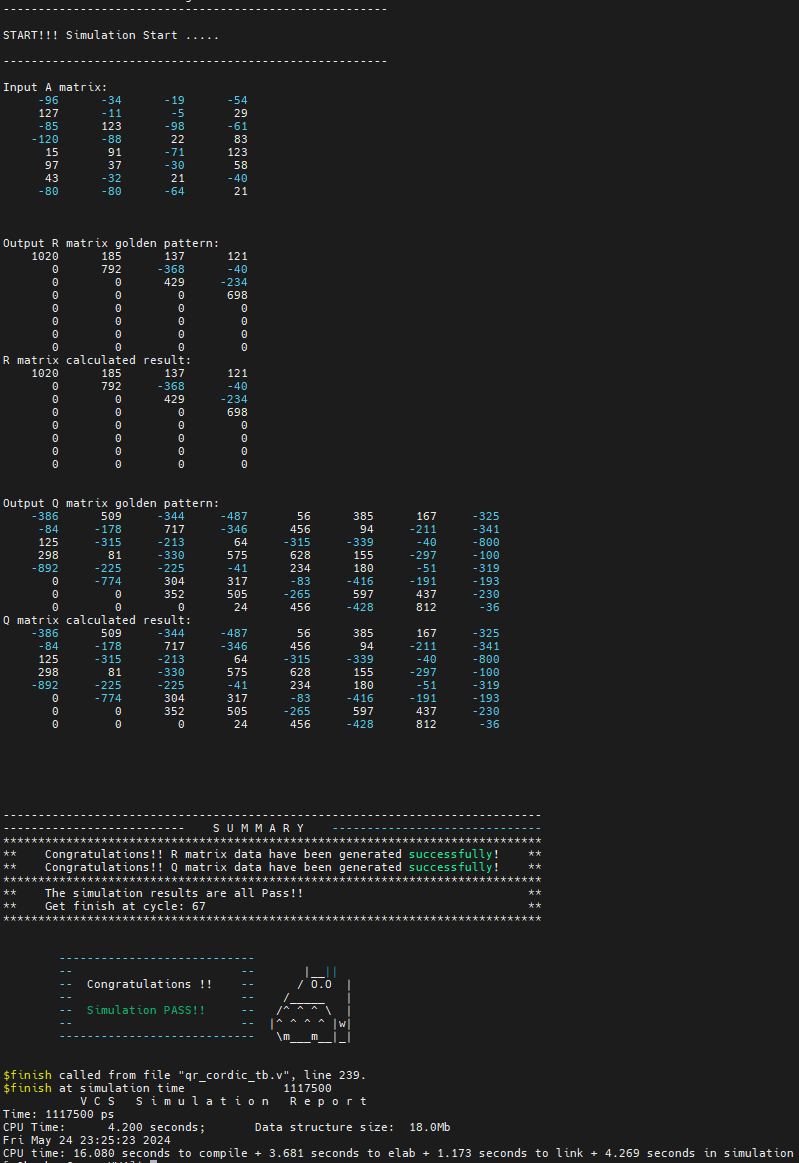 -------------------------------------------------------
START!!! Simulation Start .....
-------------------------------------------------------
Input A matrix:
-96 -34 -19 -54
127 -11 -5 29
-85 123 -98 -61
-120 -88 22 83
15 91 -71 123
97 37 -30 58
43 -32 21 -40
-80 -80 -64 21
Output R matrix golden pattern:
1020 185 137 121
0 792 -368 -40
0 0 429 -234
0 0 0 698
0 0 0 0
0 0 0 0
0 0 0 0
0 0 0 0
R matrix calculated result:
1020 185 137 121
0 792 -368 -40
0 0 429 -234
0 0 0 698
0 0 0 0
0 0 0 0
0 0 0 0
0 0 0 0
Output Q matrix golden pattern:
-386 509 -344 -487 56 385 167 -325
-84 -178 717 -346 456 94 -211 -341
125 -315 -213 64 -315 -339 -40 -800
298 81 -330 575 628 155 -297 -100
-892 -225 -225 -41 234 180 -51 -319
0 -774 304 317 -83 -416 -191 -193
0 0 352 505 -265 597 437 -230
0 0 0 24 456 -428 812 -36
Q matrix calculated result:
-386 509 -344 -487 56 385 167 -325
-84 -178 717 -346 456 94 -211 -341
125 -315 -213 64 -315 -339 -40 -800
298 81 -330 575 628 155 -297 -100
-892 -225 -225 -41 234 180 -51 -319
0 -774 304 317 -83 -416 -191 -193
0 0 352 505 -265 597 437 -230
0 0 0 24 456 -428 812 -36
-----------------------------------------------------------------------------
-------------------------- S U M M A R Y ------------------------------
*****************************************************************************
** Congratulations!! R matrix data have been generated successfully! **
** Congratulations!! Q matrix data have been generated successfully! **
*****************************************************************************
** The simulation results are all Pass!! **
** Get finish at cycle: 67 **
*****************************************************************************
----------------------------
-- -- |__||
-- Congratulations !! -- / O.O |
-- -- /_____ |
-- Simulation PASS!! -- /^ ^ ^ \ |
-- -- |^ ^ ^ ^ |w|
---------------------------- \m___m__|_|
$finish called from file "qr_cordic_tb.v", line 239.
$finish at simulation time 1117500
V C S S i m u l a t i o n R e p o r t
Time: 1117500 ps
CPU Time: 4.200 seconds; Data structure size: 18.0Mb
Fri May 24 23:25:23 2024
CPU time: 16.080 seconds to compile + 3.681 seconds to elab + 1.173 seconds to link + 4.269 seconds in simulation